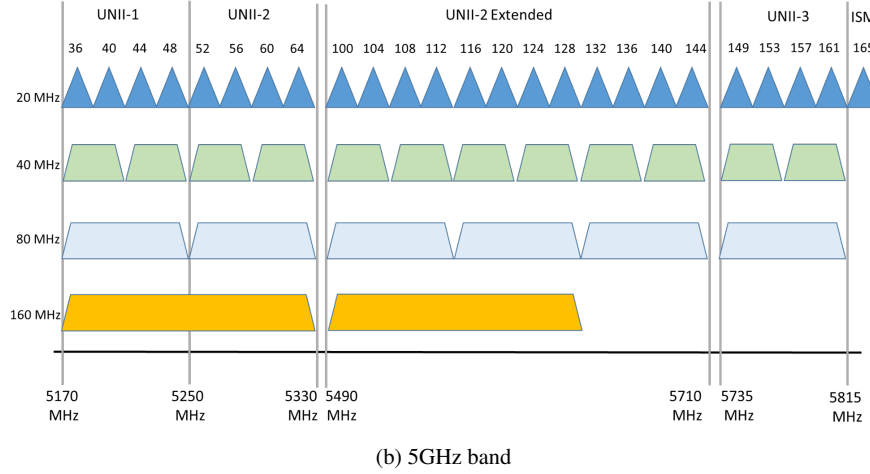 UNII-1 UNII-2 UNII-2 Extended UNII-3 ISM
36 40 44 48 52 56 60 64 100 104 108 112 116 120 124 128 132 136 140 144 149 153 157 161 165
20 MHz
40 MHz
80 MHz
160 MHz
5170 5250 5330 5490 5710 5735 5815
MHz MHz MHz MHz MHz MHz MHz
(b) 5GHz band